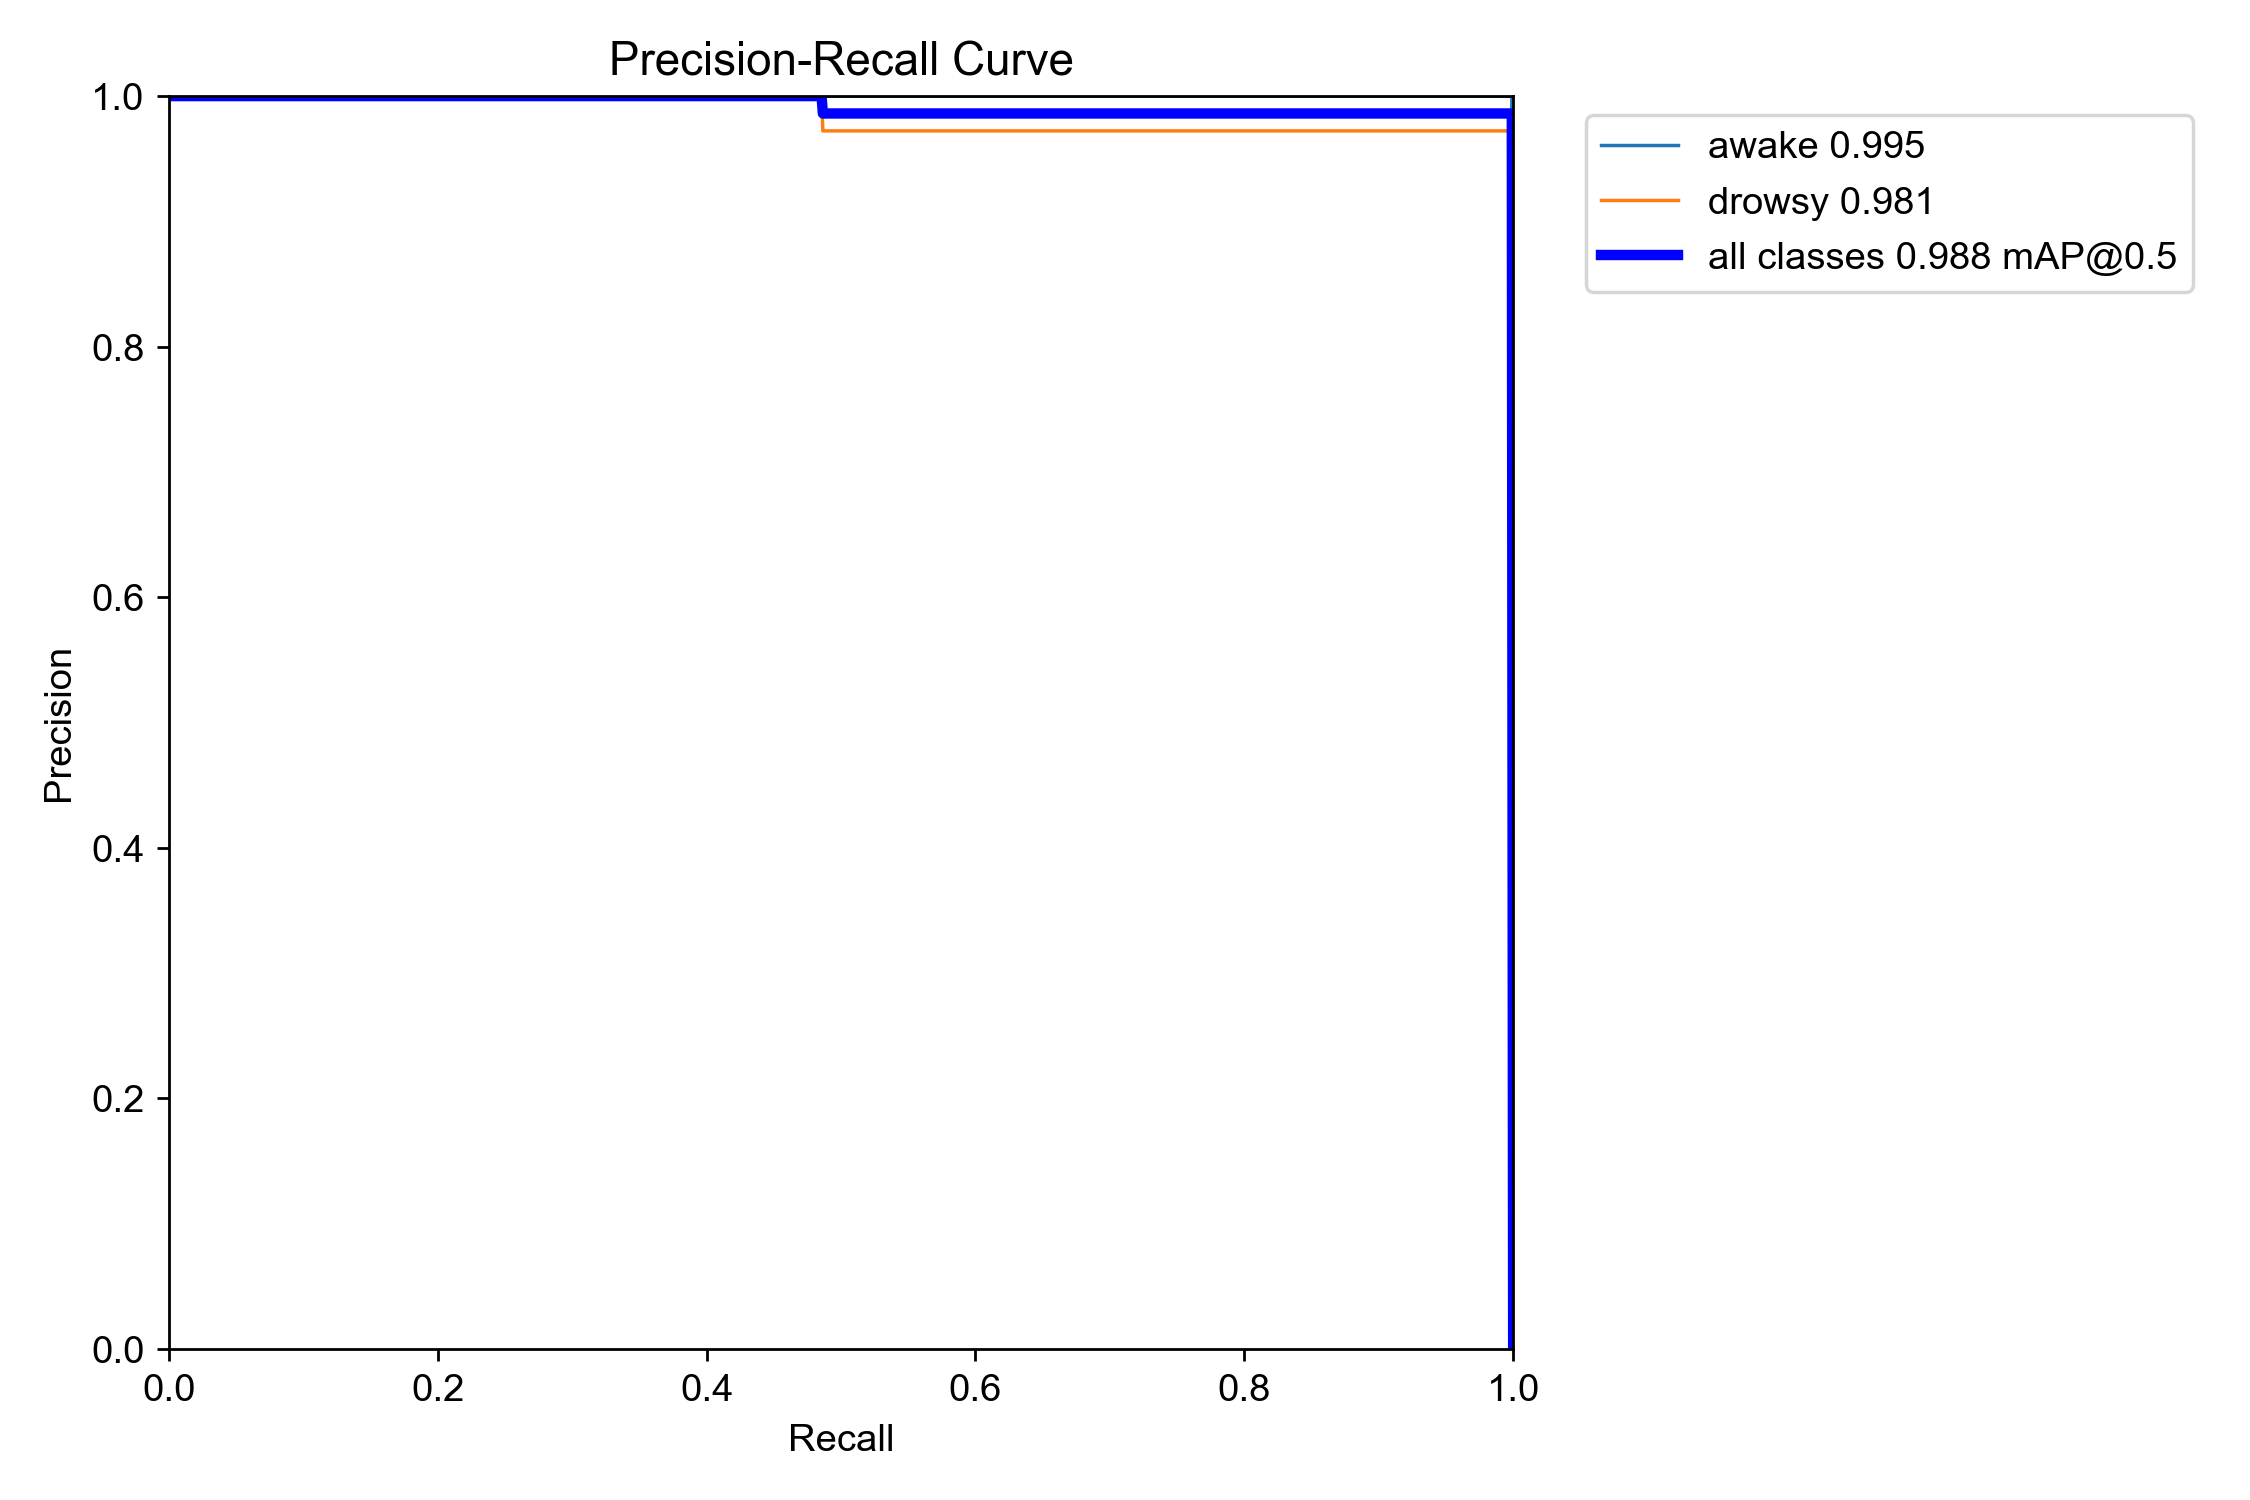 Precision-Recall Curve
1.0
0.8
0.6
0.4
0.2
0.0
Precision
0.0 0.2 0.4 0.6 0.8 1.0
Recall
awake 0.995
drowsy 0.981
all classes 0.988 mAP@0.5